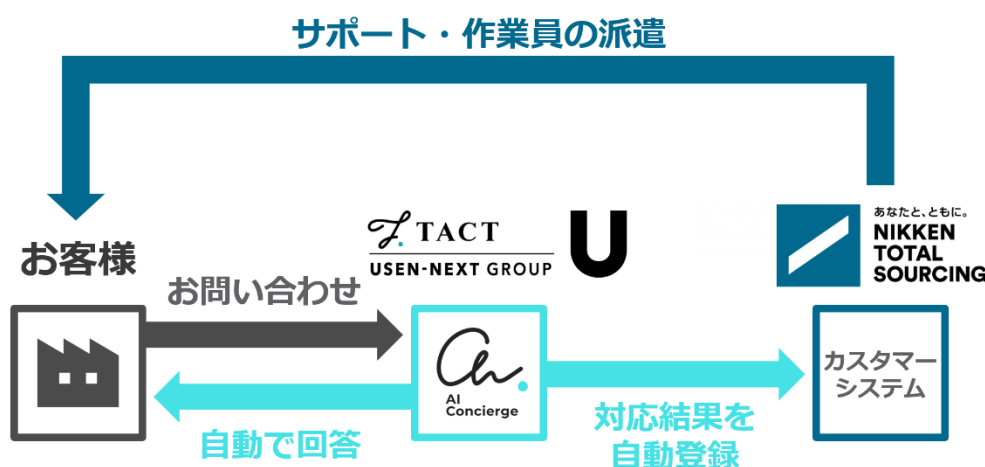 サポート・作業員の派遣
お客様
TACT
USEN-NEXT GROUP
U
あなたと、ともに。
NIKKEN
TOTAL
SOURCING
お問い合わせ
AI
Concierge
カスタマー
システム
自動で回答
対応結果を
自動登録